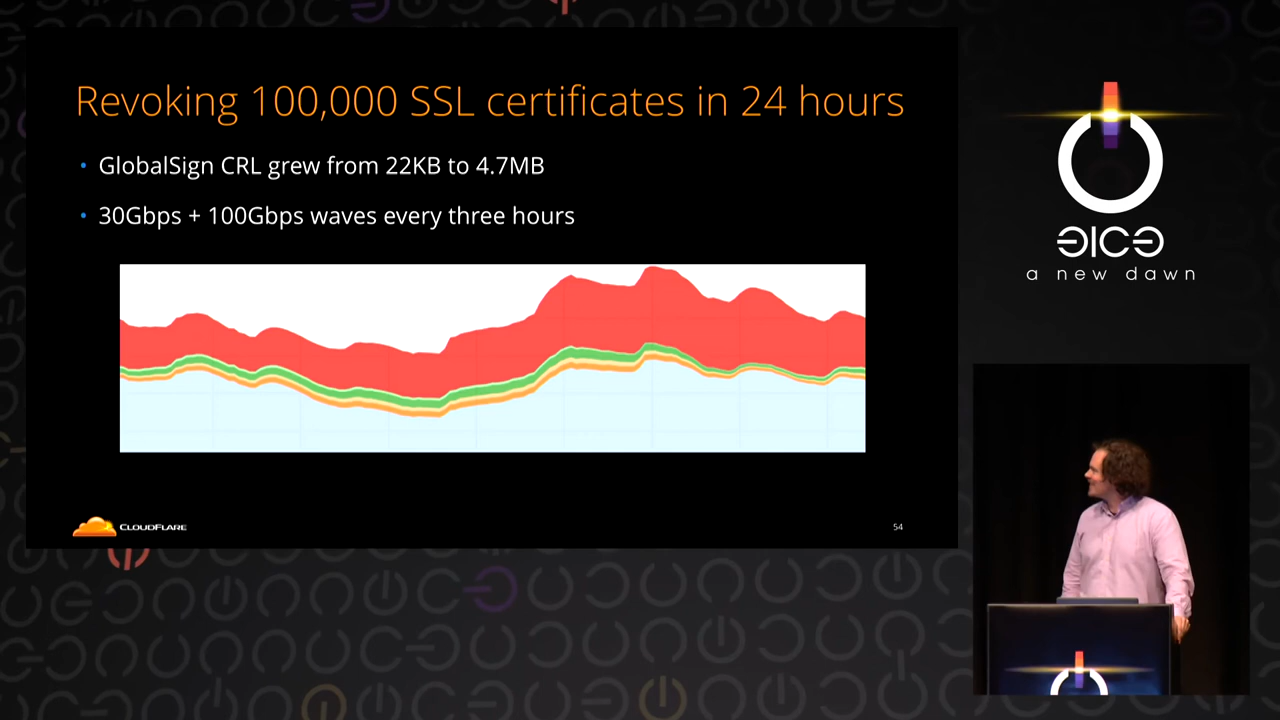 Revoking 100,000 SSL certificates in 24 hours
• GlobalSign CRL grew from 22KB to 4.7MB
• 30Gbps + 100Gbps waves every three hours
CLOUDFLARE
54
a new dawn